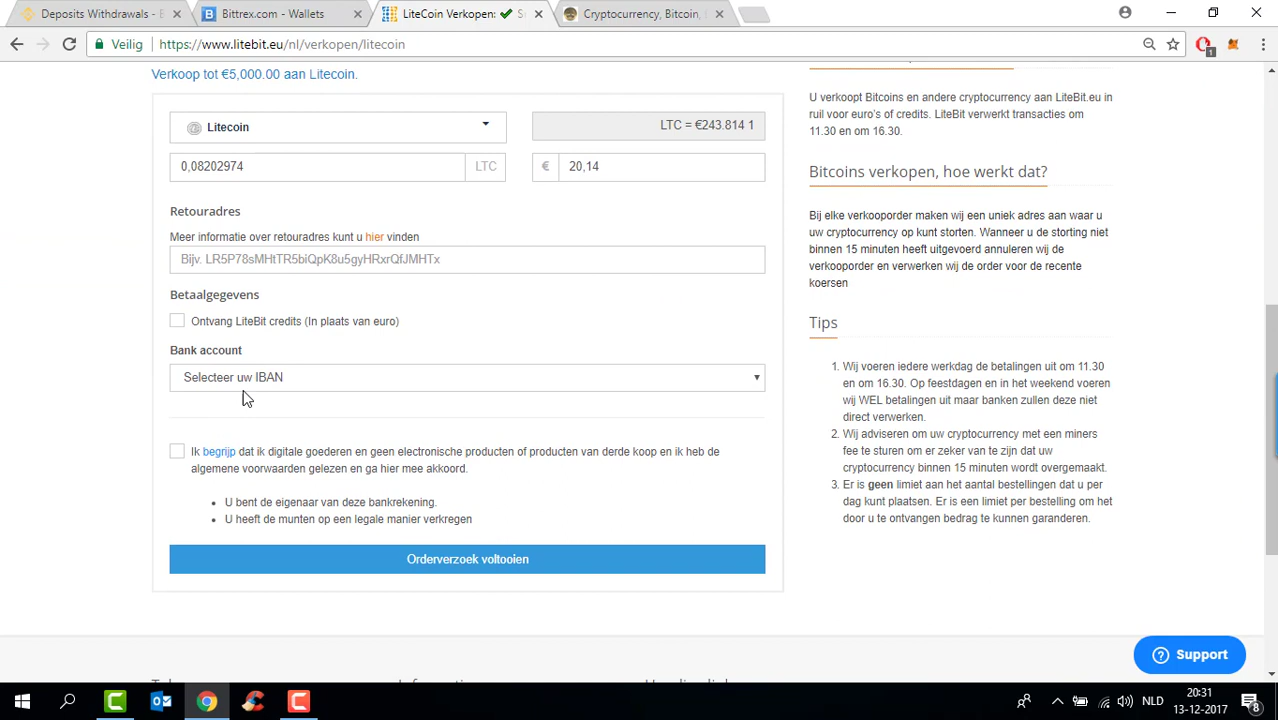 Deposits Withdrawals - B
Bittrex.com - Wallets
LiteCoin Verkopen: ✔ S
Cryptocurrency, Bitcoin,
Veilig
https://www.litebit.eu/nl/verkopen/litecoin
1
Verkoop tot €5,000.00 aan Litecoin.
Litecoin
LTC = €243.814 1
0,08202974
LTC
€
20,14
Retouradres
Meer informatie over retouradres kunt u hier vinden
Bijv. LR5P78sMHtTR5biQpK8u5gyHRxrQfJMHTx
Betaalgegevens
Ontvang LiteBit credits (In plaats van euro)
Bank account
Selecteer uw IBAN
Ik begrijp dat ik digitale goederen en geen electronische producten of producten van derde koop en ik heb de
algemene voorwaarden gelezen en ga hier mee akkoord.
U bent de eigenaar van deze bankrekening.
U heeft de munten op een legale manier verkregen
Orderverzoek voltooien
U verkoopt Bitcoins en andere cryptocurrency aan LiteBit.eu in
ruil voor euro's of credits. LiteBit verwerkt transacties om
11.30 en om 16.30.
Bitcoins verkopen, hoe werkt dat?
Bij elke verkooporder maken wij een uniek adres aan waar u
uw cryptocurrency op kunt storten. Wanneer u de storting niet
binnen 15 minuten heeft uitgevoerd annuleren wij de
verkooporder en verwerken wij de order voor de recente
koersen
Tips
1. Wij voeren iedere werkdag de betalingen uit om 11.30
en om 16.30. Op feestdagen en in het weekend voeren
wij WEL betalingen uit maar banken zullen deze niet
direct verwerken.
2. Wij adviseren om uw cryptocurrency met een miners
fee te sturen om er zeker van te zijn dat uw
cryptocurrency binnen 15 minuten wordt overgemaakt.
3. Er is geen limiet aan het aantal bestellingen dat u per
dag kunt plaatsen. Er is een limiet per bestelling om het
door u te ontvangen bedrag te kunnen garanderen.
Support
NLD
20:31
13-12-2017
8